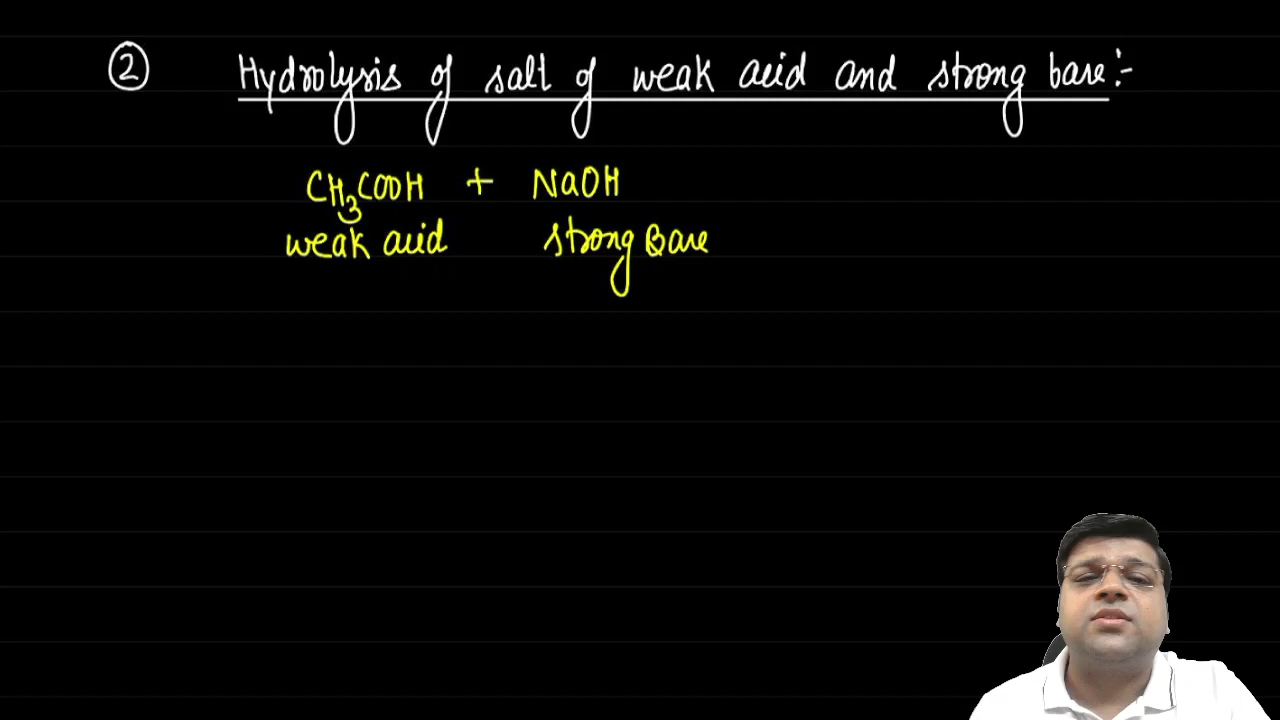 ② Hydrolysis of salt of weak acid and strong base:-
CH₃COOH + NaOH
weak acid strong Base